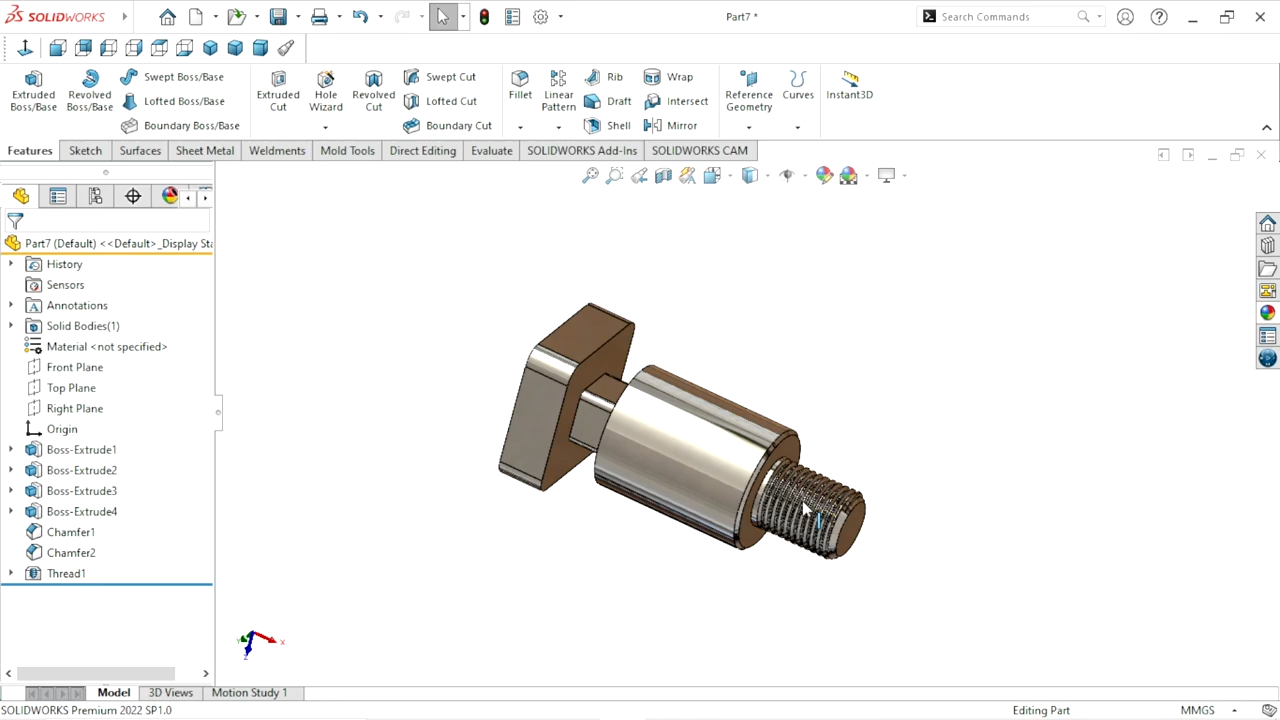 SOLIDWORKS
Part7 *
Search Commands
Extruded Boss/Base
Revolved Boss/Base
Swept Boss/Base
Lofted Boss/Base
Boundary Boss/Base
Extruded Cut
Hole Wizard
Revolved Cut
Swept Cut
Lofted Cut
Boundary Cut
Fillet
Linear Pattern
Rib
Draft
Shell
Wrap
Intersect
Mirror
Reference Geometry
Curves
Instant3D
Features
Sketch
Surfaces
Sheet Metal
Weldments
Mold Tools
Direct Editing
Evaluate
SOLIDWORKS Add-Ins
SOLIDWORKS CAM
Part7 (Default) <<Default>_Display Sta
History
Sensors
Annotations
Solid Bodies(1)
Material <not specified>
Front Plane
Top Plane
Right Plane
Origin
Boss-Extrude1
Boss-Extrude2
Boss-Extrude3
Boss-Extrude4
Chamfer1
Chamfer2
Thread1
Y
X
Z
Model
3D Views
Motion Study 1
SOLIDWORKS Premium 2022 SP1.0
Editing Part
MMGS